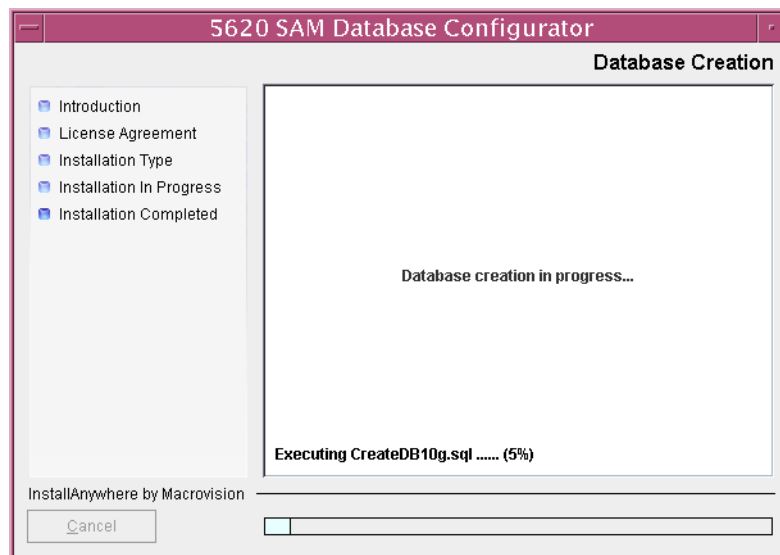 5620 SAM Database Configurator
Database Creation
Introduction
License Agreement
Installation Type
Installation In Progress
Installation Completed
Database creation in progress...
Executing CreateDB10g.sql ...... (5%)
InstallAnywhere by Macrovision
Cancel